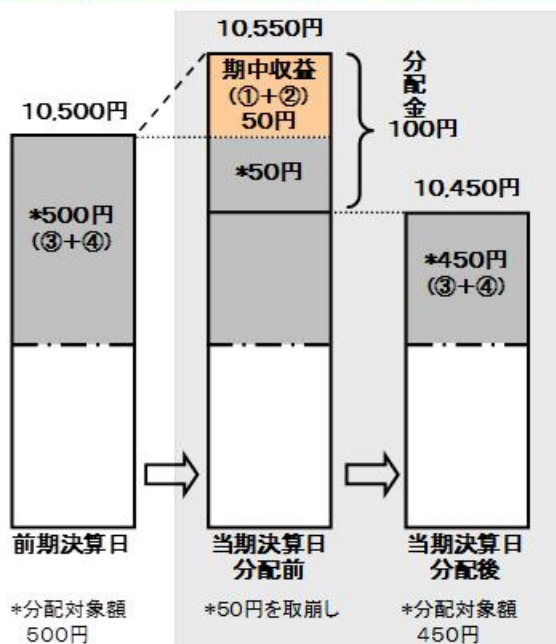 10,500円
*500円
(③+④)
前期決算日
*分配対象額
500円
10,550円
期中収益
(①+②)
50円
*50円
分配金
100円
当期決算日
分配前
*50円を取崩し
10,450円
*450円
(③+④)
当期決算日
分配後
*分配対象額
450円